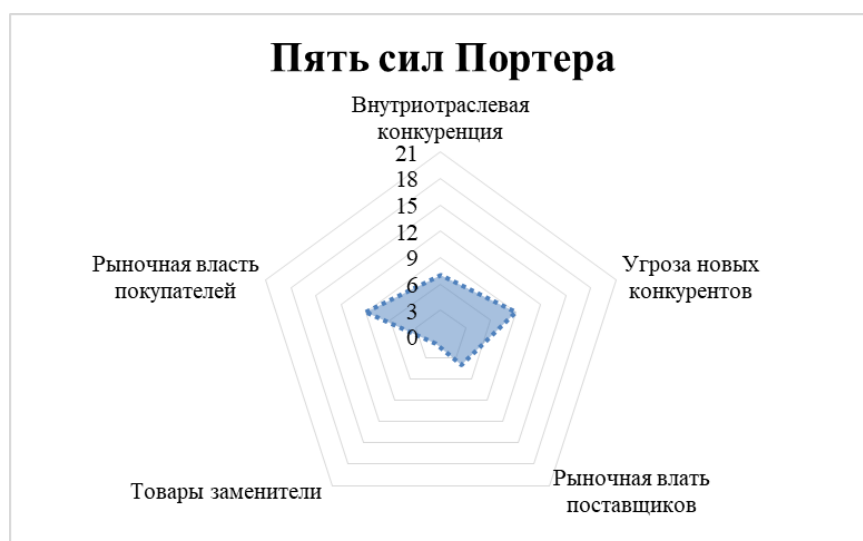 Пять сил Портера
Внутриотраслевая
конкуренция
21
18
15
12
9
6
3
0
Угроза новых
конкурентов
Рыночная влать
поставщиков
Товары заменители
Рыночная власть
покупателей